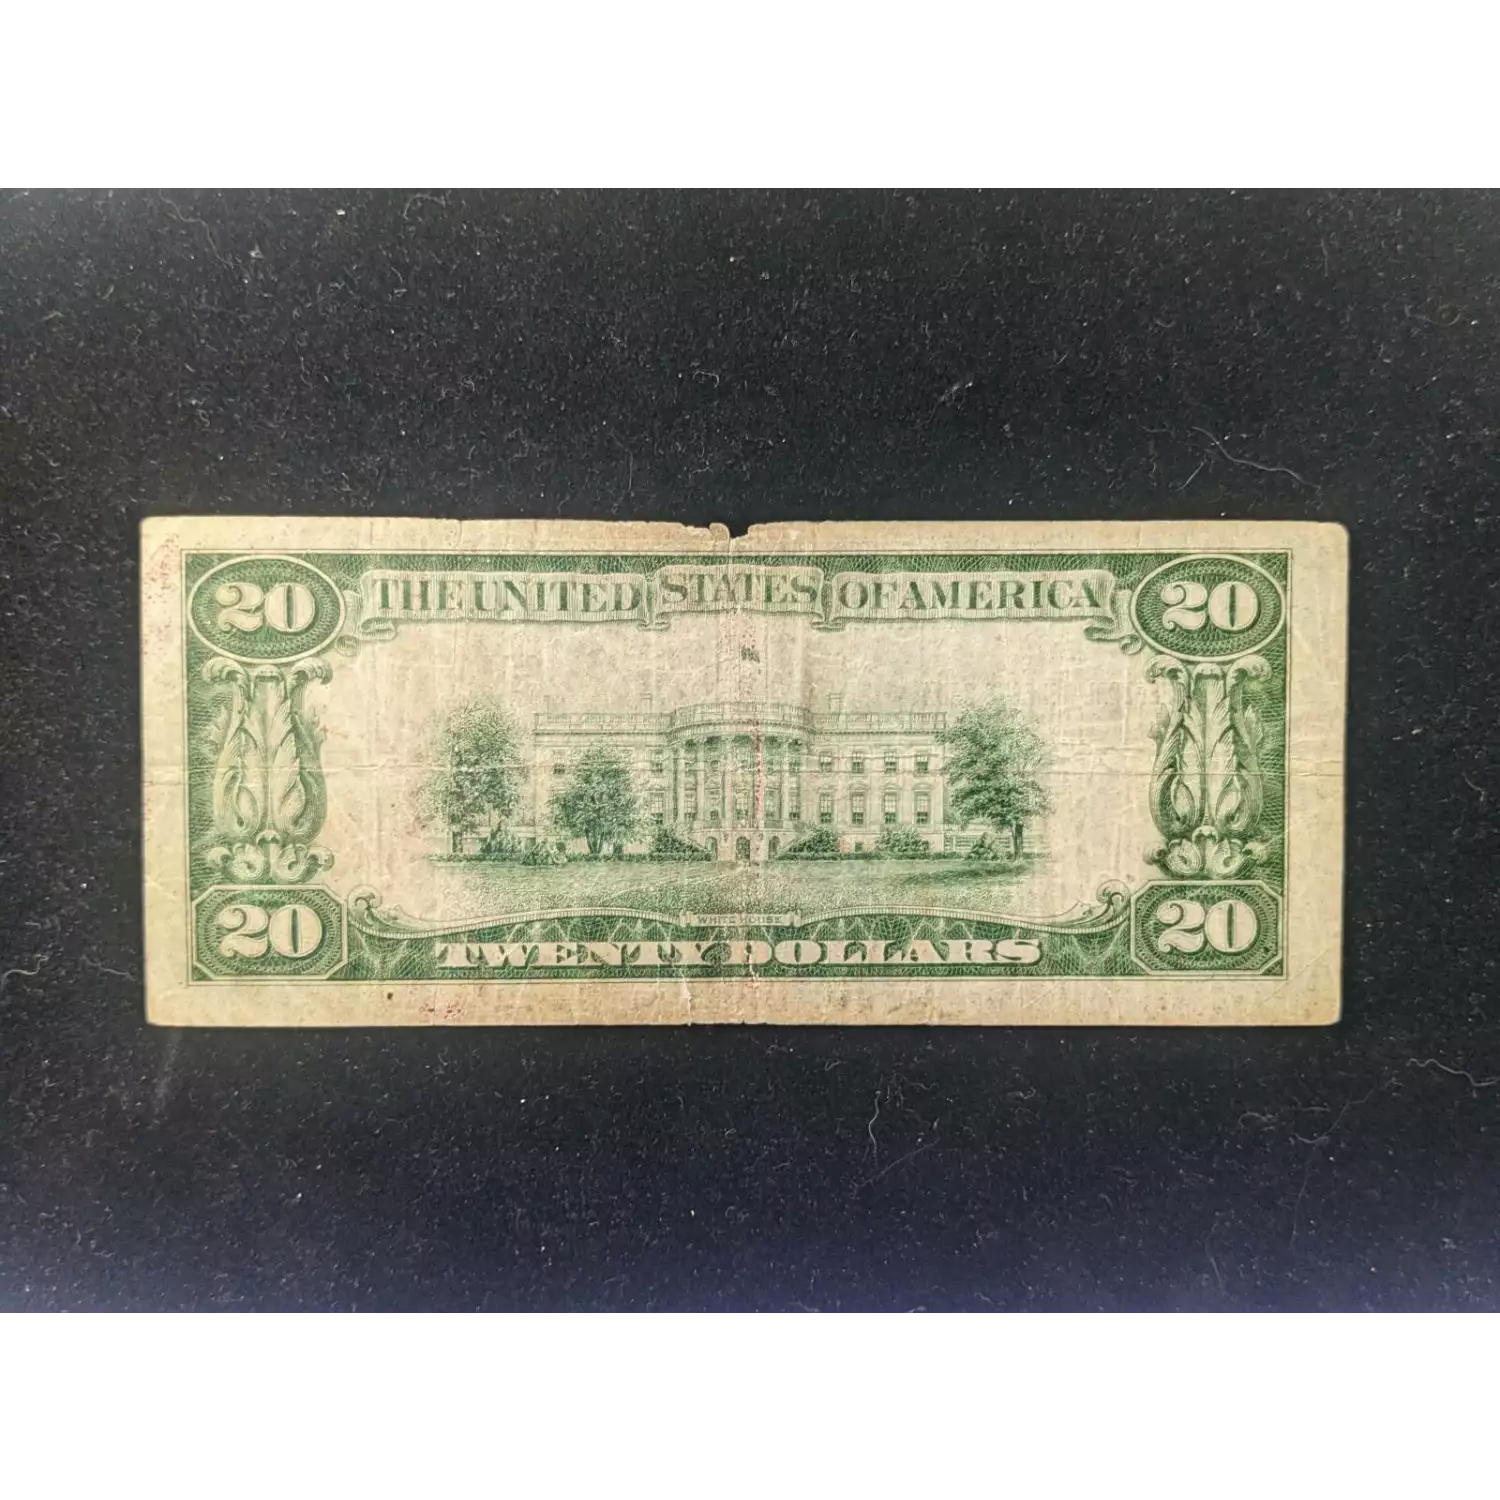 20 THE UNITED STATES OF AMERICA 20
WHITE HOUSE
20 TWENTY DOLLARS 20